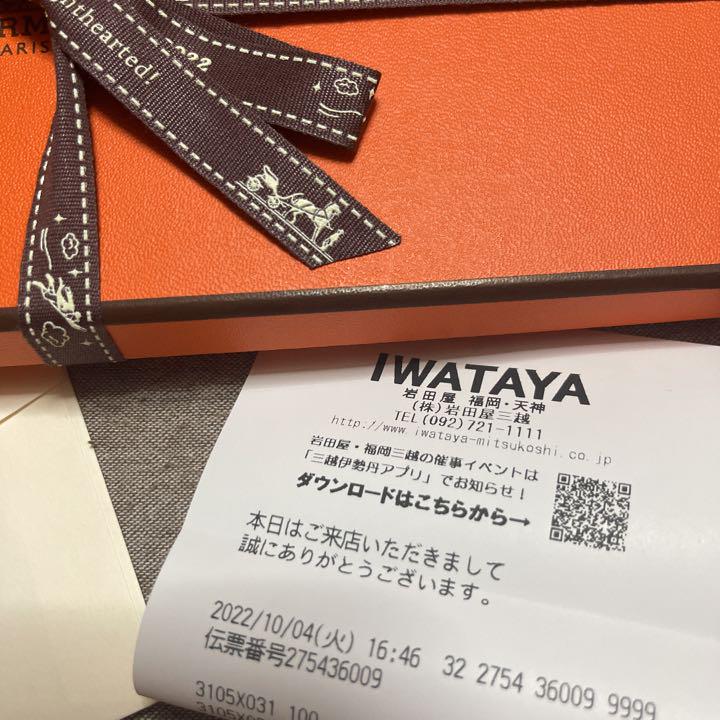 RM
ARIS
nthearted!
2022
IWATAYA
岩田屋 福岡・天神
(株)岩田屋三越
TEL(092)721-1111
http://www.iwataya-mitsukoshi.co.jp
岩田屋・福岡三越の催事イベントは
「三越伊勢丹アプリ」でお知らせ!
ダウンロードはこちらから→
本日はご来店いただきまして
誠にありがとうございます。
2022/10/04(火) 16:46 32 2754 36009 9999
伝票番号275436009
3105X031 100